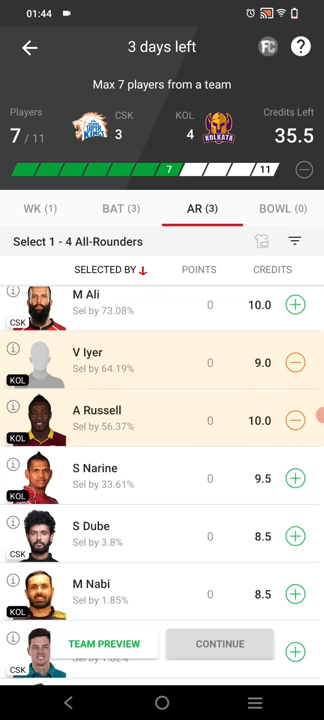 01:44
3 days left
FC
?
Max 7 players from a team
Players
7 / 11
CSK
3
KOL
4
Credits Left
35.5
7
11
WK (1)
BAT (3)
AR (3)
BOWL (0)
Select 1 - 4 All-Rounders
SELECTED BY
POINTS
CREDITS
M Ali
Sel by 73.08%
0
10.0
CSK
V Iyer
Sel by 64.19%
0
9.0
KOL
A Russell
Sel by 56.37%
0
10.0
KOL
S Narine
Sel by 33.61%
0
9.5
KOL
S Dube
Sel by 3.8%
0
8.5
CSK
M Nabi
Sel by 1.85%
0
8.5
KOL
TEAM PREVIEW
CONTINUE
CSK